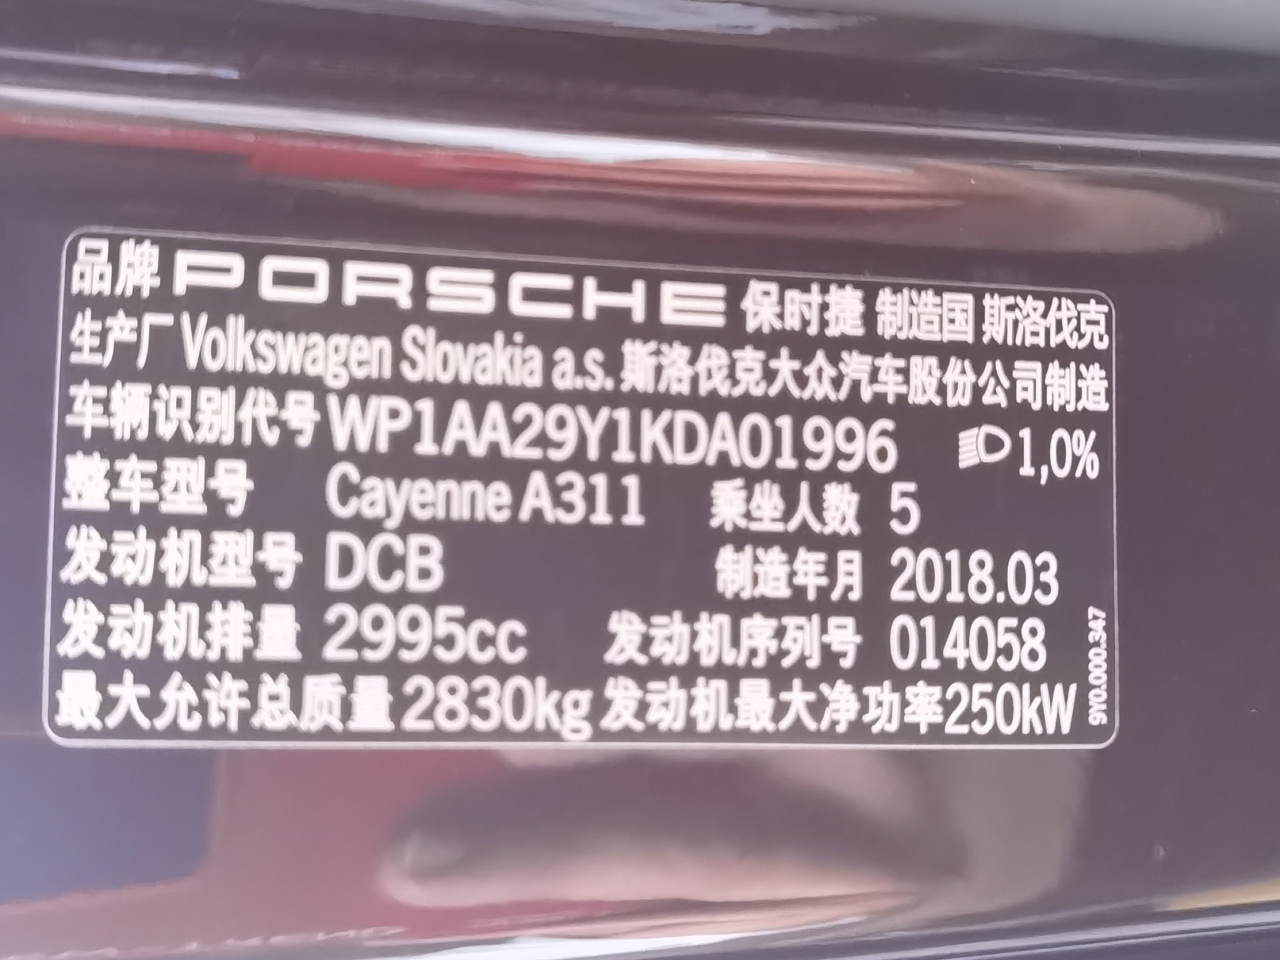 品牌 PORSCHE 保时捷 制造国 斯洛伐克
生产厂 Volkswagen Slovakia a.s. 斯洛伐克大众汽车股份公司制造
车辆识别代号 WP1AA29Y1KDA01996 1,0%
整车型号 Cayenne A311 乘坐人数 5
发动机型号 DCB 制造年月 2018.03
发动机排量 2995cc 发动机序列号 014058
最大允许总质量 2830kg 发动机最大净功率 250kW
9Y0.000.347